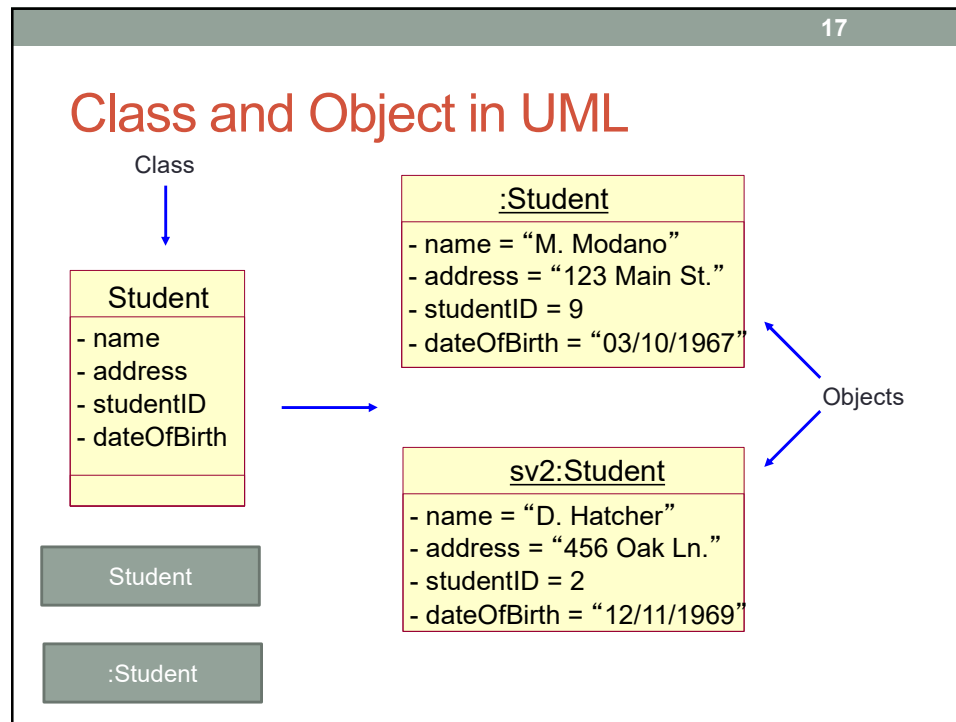 17
Class and Object in UML
Class
Student
- name
- address
- studentID
- dateOfBirth
:Student
- name = “M. Modano”
- address = “123 Main St.”
- studentID = 9
- dateOfBirth = “03/10/1967”
Objects
sv2:Student
- name = “D. Hatcher”
- address = “456 Oak Ln.”
- studentID = 2
- dateOfBirth = “12/11/1969”
Student
:Student